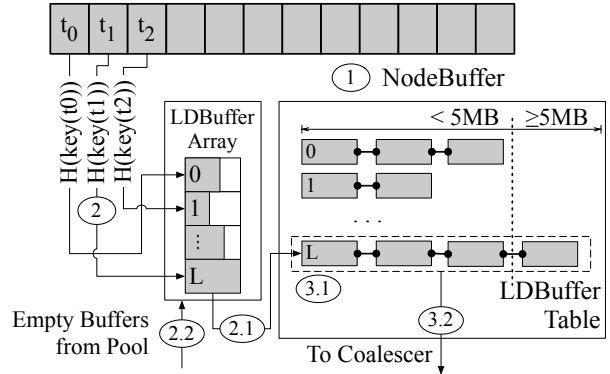 t0 t1 t2
1 NodeBuffer
H(key(t0))
H(key(t1))
H(key(t2))
2
LDBuffer
Array
0
1
⋮
L
< 5MB ≥5MB
0
1
. . .
L
3.1
LDBuffer
Table
3.2
To Coalescer
2.1
2.2
Empty Buffers
from Pool